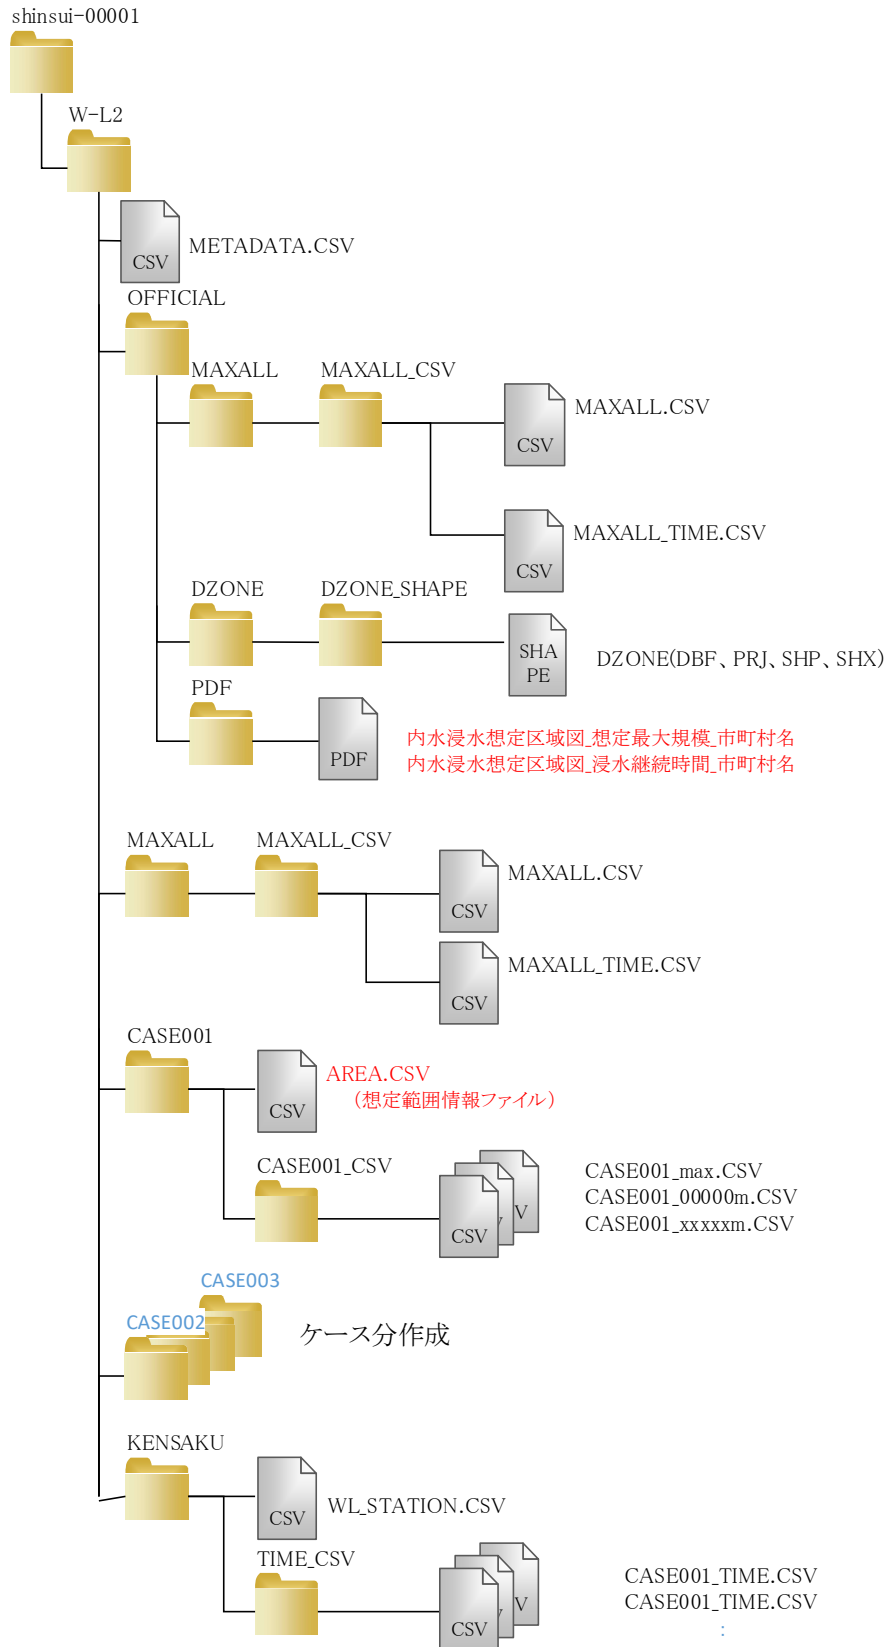 shinsui-00001
W-L2
CSV
METADATA.CSV
OFFICIAL
MAXALL
MAXALL_CSV
CSV
MAXALL.CSV
CSV
MAXALL_TIME.CSV
DZONE
DZONE_SHAPE
SHA
PE
DZONE(DBF、PRJ、SHP、SHX)
PDF
PDF
内水浸水想定区域図_想定最大規模_市町村名
内水浸水想定区域図_浸水継続時間_市町村名
MAXALL
MAXALL_CSV
CSV
MAXALL.CSV
CSV
MAXALL_TIME.CSV
CASE001
CSV
AREA.CSV
（想定範囲情報ファイル）
CASE001_CSV
CSV
V
CASE001_max.CSV
CASE001_00000m.CSV
CASE001_xxxxxm.CSV
CASE003
CASE002
ケース分作成
KENSAKU
CSV
WL_STATION.CSV
TIME_CSV
CSV
V
CASE001_TIME.CSV
CASE001_TIME.CSV
: